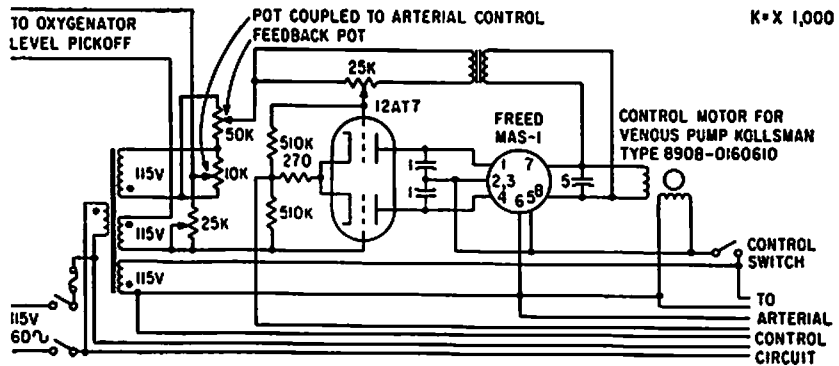 TO OXYGENATOR
LEVEL PICKOFF
POT COUPLED TO ARTERIAL CONTROL
FEEDBACK POT
K=X 1,000
25K
12AT7
50K
510K
270
10K
510K
25K
115V
115V
115V
1
1
FREED
MAS-1
1 7
2,3
4 6 5 8
5
CONTROL MOTOR FOR
VENOUS PUMP KOLLSMAN
TYPE 8908-0160610
CONTROL
SWITCH
TO
ARTERIAL
CONTROL
CIRCUIT
115V
60~